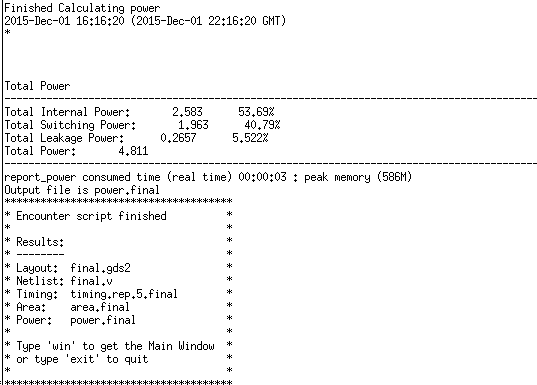 Finished Calculating power
2015-Dec-01 16:16:20 (2015-Dec-01 22:16:20 GMT)
*
Total Power
-----------------------------------------------------------------------------------------
Total Internal Power:       2.583     53.69%
Total Switching Power:       1.963      40.79%
Total Leakage Power:      0.2657      5.522%
Total Power:       4.811
-----------------------------------------------------------------------------------------
report_power consumed time (real time) 00:00:03 : peak memory (586M)
Output file is power.final
**************************************
* Encounter script finished          *
*                                    *
* Results:                           *
* --------                           *
* Layout:  final.gds2                *
* Netlist: final.v                   *
* Timing:  timing.rep.5.final        *
* Area:    area.final                *
* Power:   power.final               *
*                                    *
* Type 'win' to get the Main Window  *
* or type 'exit' to quit             *
*                                    *
**************************************